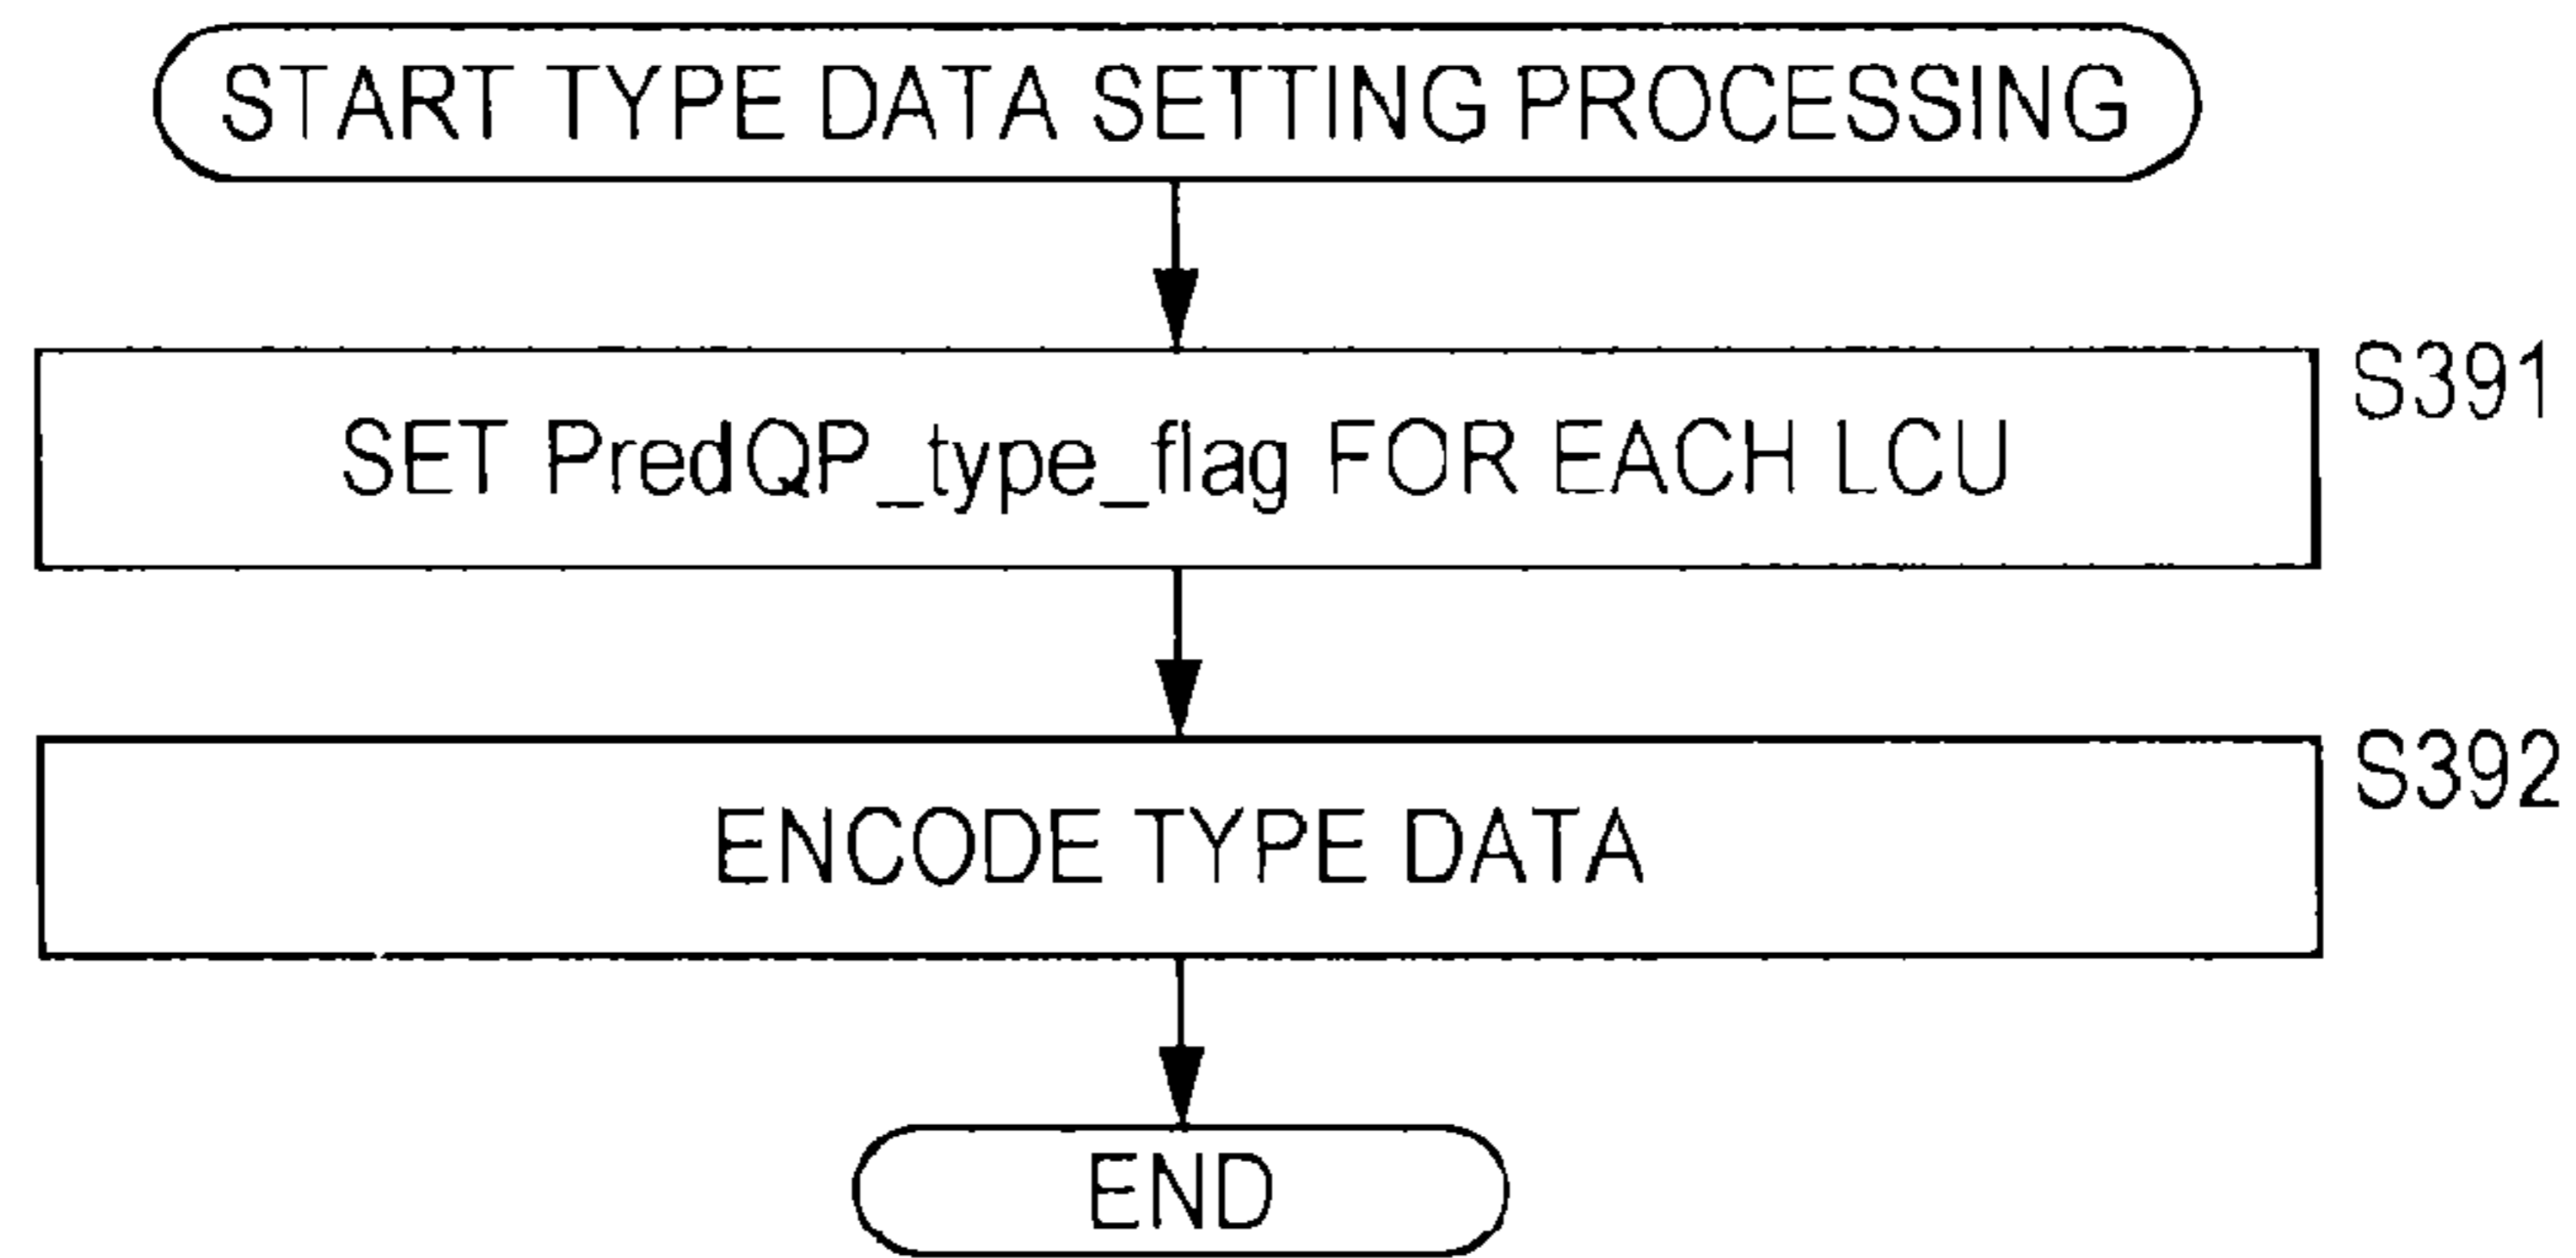 START TYPE DATA SETTING PROCESSING
S391
SET PredQP_type_flag FOR EACH LCU
S392
ENCODE TYPE DATA
END